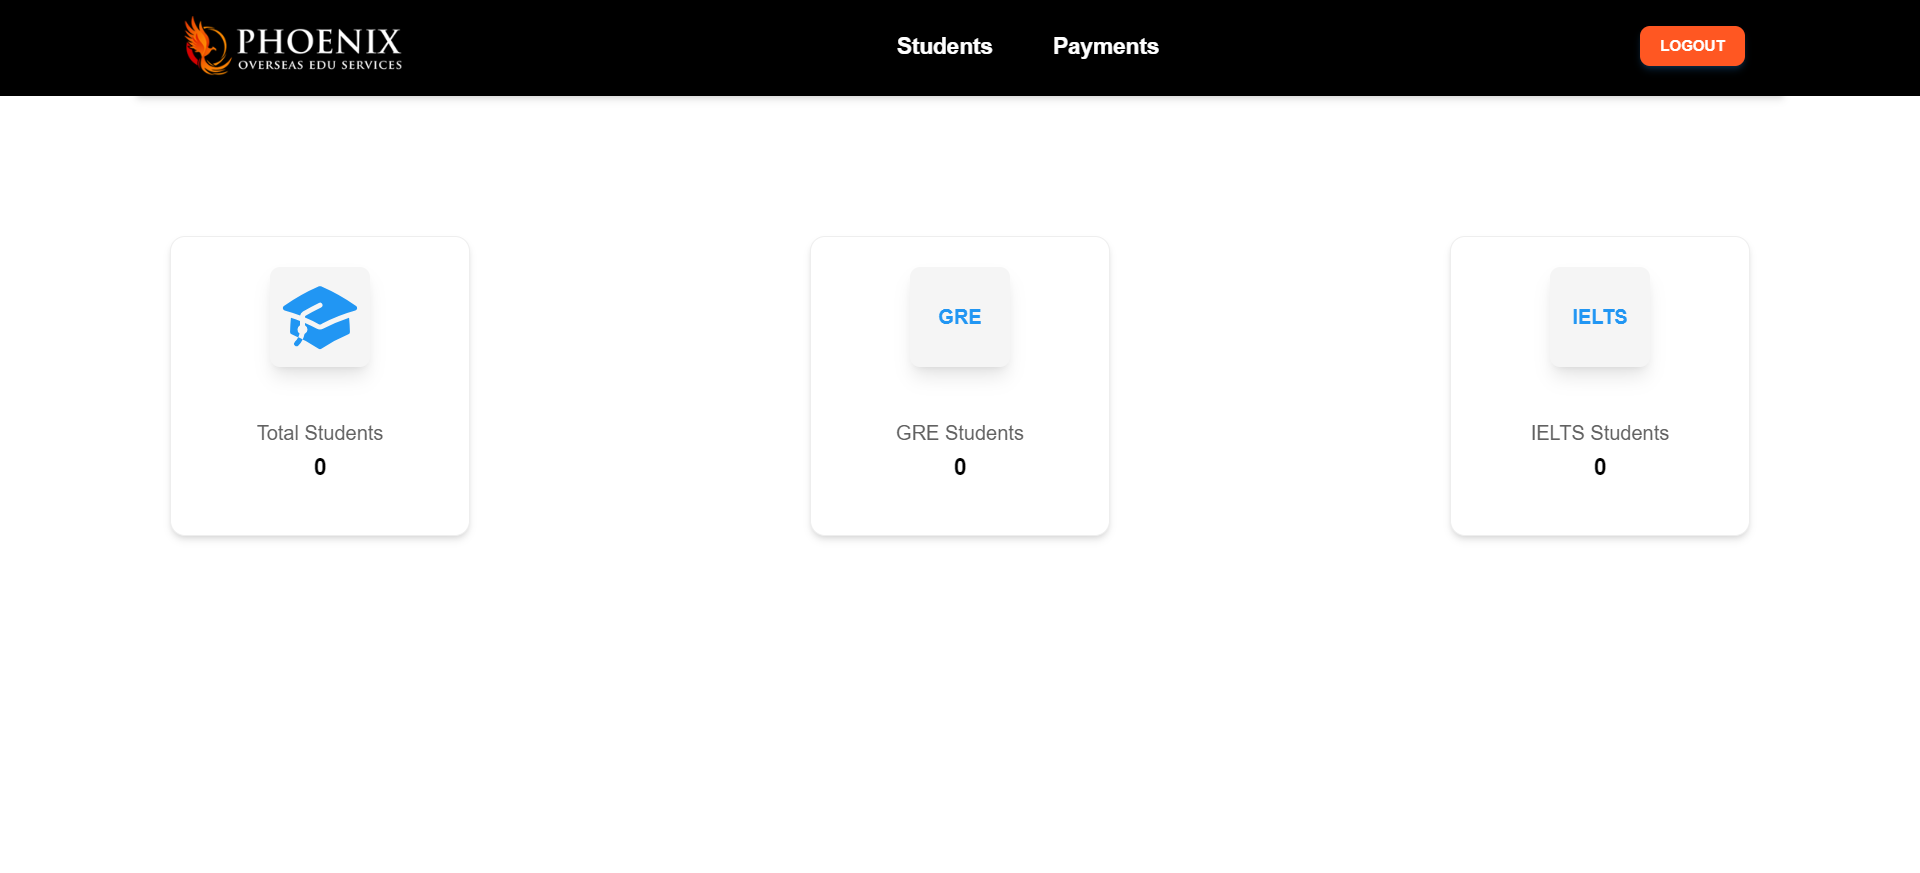 PHOENIX
OVERSEAS EDU SERVICES
Students
Payments
LOGOUT
GRE
IELTS
Total Students
0
GRE Students
0
IELTS Students
0